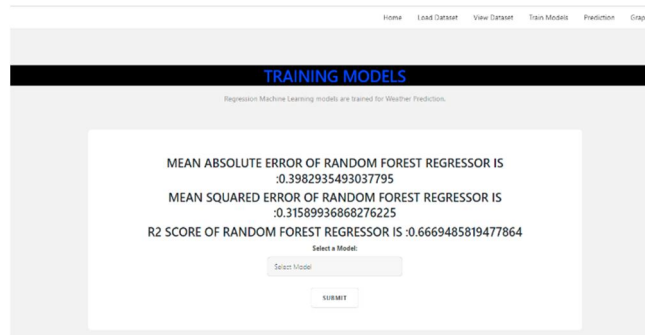 Home Load Dataset View Dataset Train Models Prediction Grap
TRAINING MODELS
Regression Machine Learning models are trained for Weather Prediction.
MEAN ABSOLUTE ERROR OF RANDOM FOREST REGRESSOR IS
:0.3982935493037795
MEAN SQUARED ERROR OF RANDOM FOREST REGRESSOR IS
:0.31589936868276225
R2 SCORE OF RANDOM FOREST REGRESSOR IS :0.6669485819477864
Select a Model:
Select Model
SUBMIT